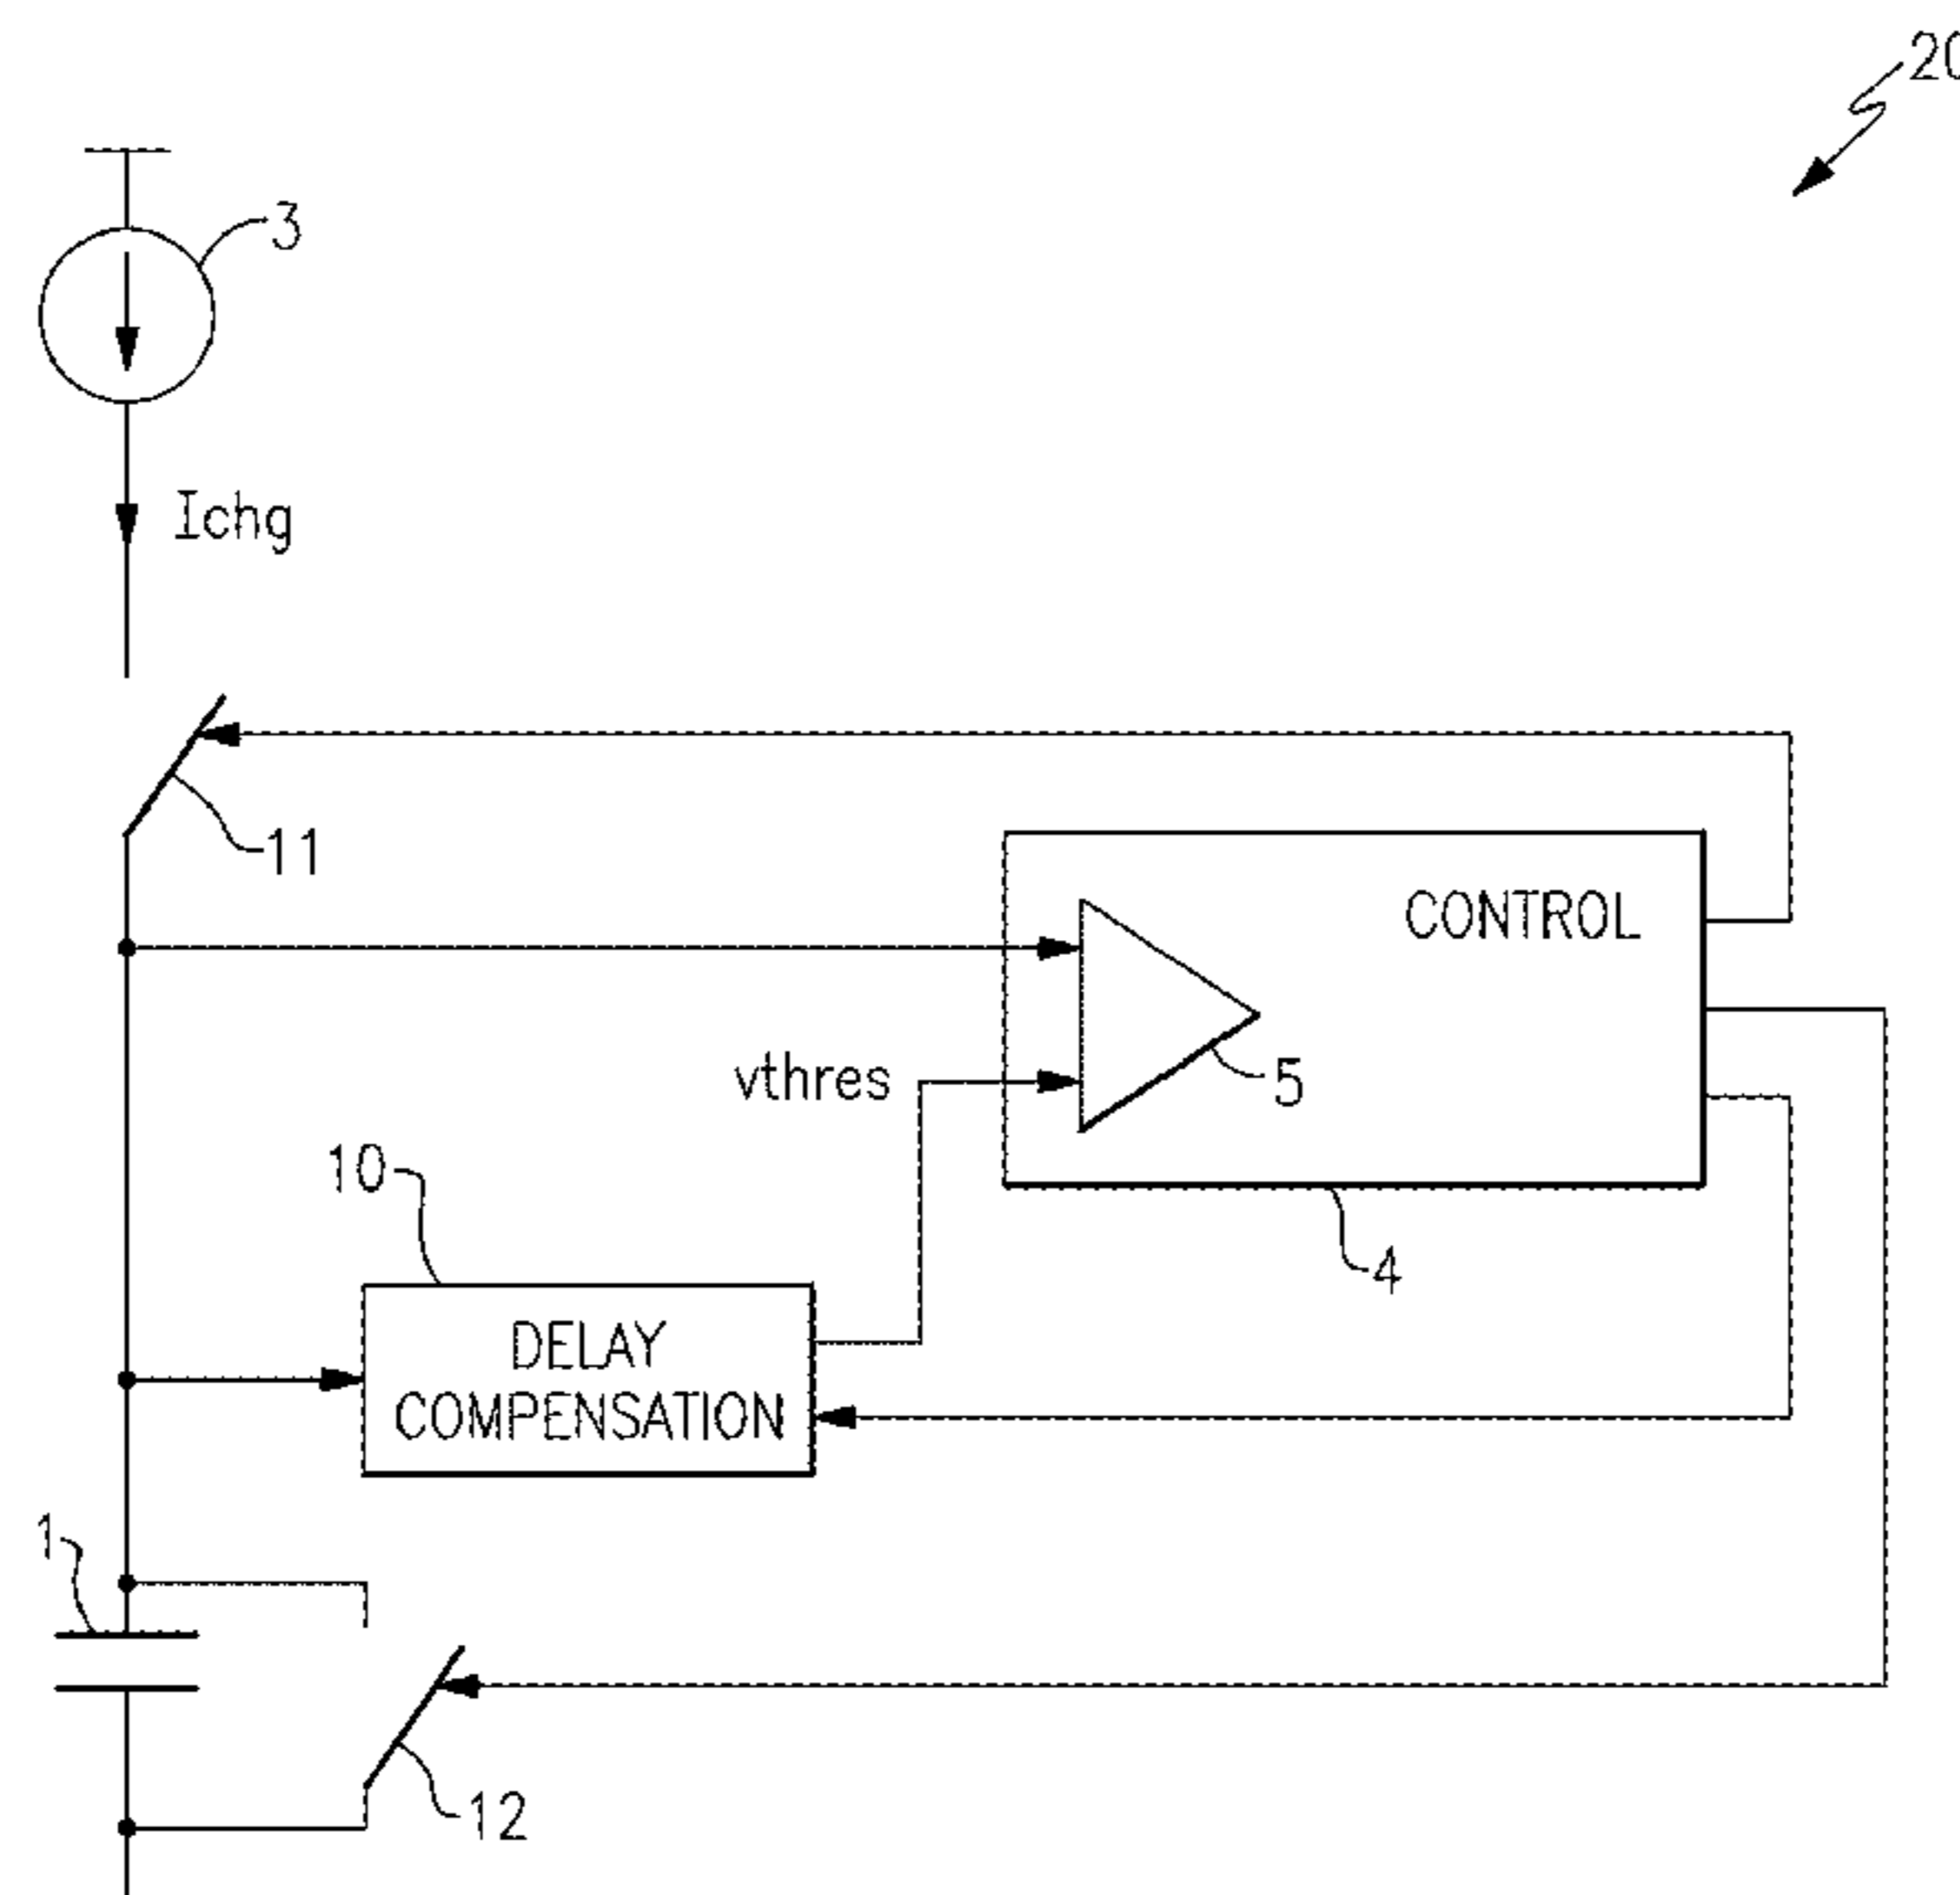 20
3
Ichg
11
CONTROL
vthres
5
10
4
DELAY
COMPENSATION
1
12